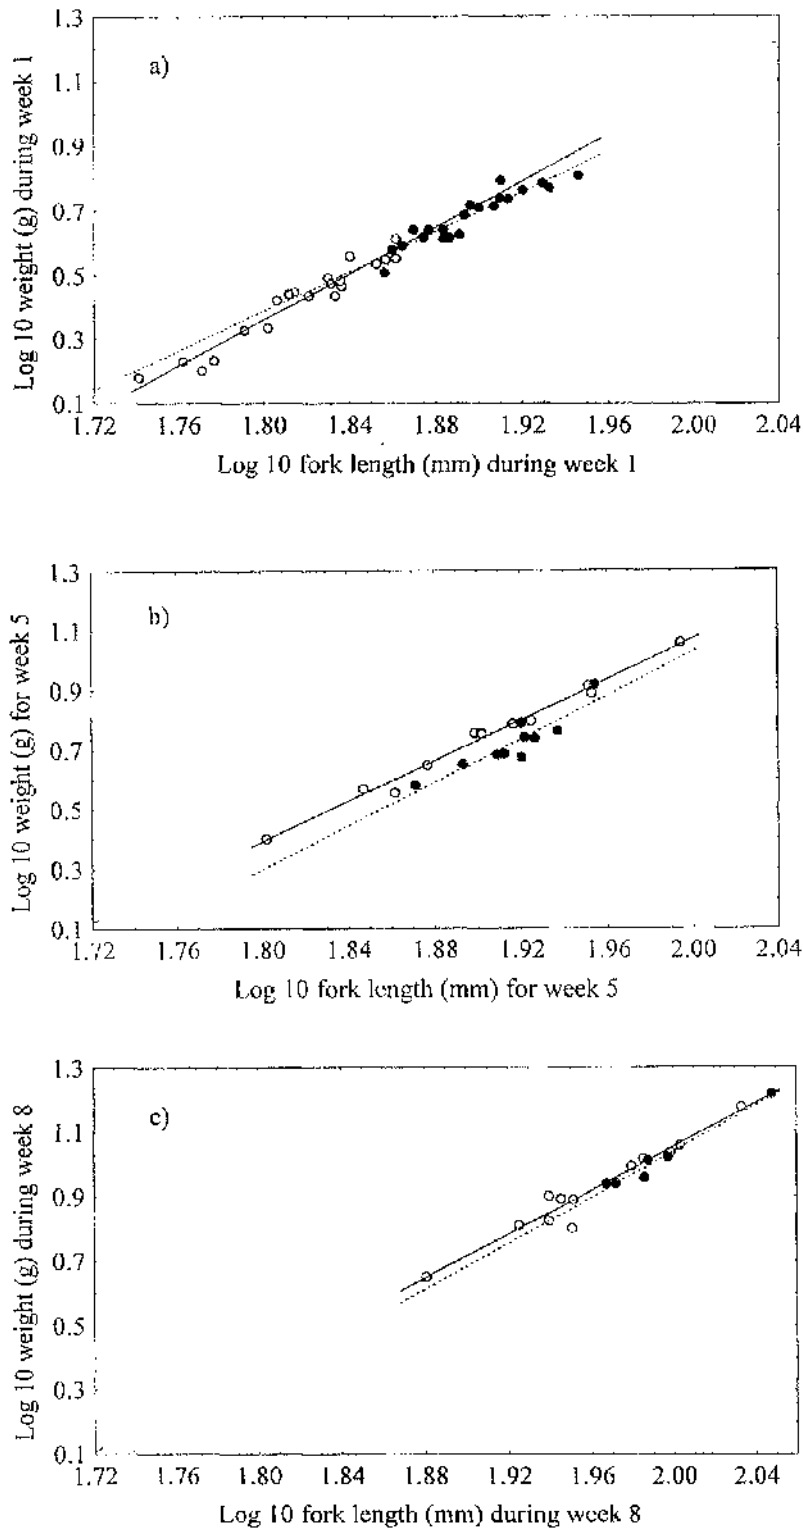 1.3
a)
1.1
0.9
0.7
0.5
0.3
0.1
1.72 1.76 1.80 1.84 1.88 1.92 1.96 2.00 2.04
Log 10 weight (g) during week 1
Log 10 fork length (mm) during week 1
1.3
b)
1.1
0.9
0.7
0.5
0.3
0.1
1.72 1.76 1.80 1.84 1.88 1.92 1.96 2.00 2.04
Log 10 weight (g) for week 5
Log 10 fork length (mm) for week 5
1.3
c)
1.1
0.9
0.7
0.5
0.3
0.1
1.72 1.76 1.80 1.84 1.88 1.92 1.96 2.00 2.04
Log 10 weight (g) during week 8
Log 10 fork length (mm) during week 8